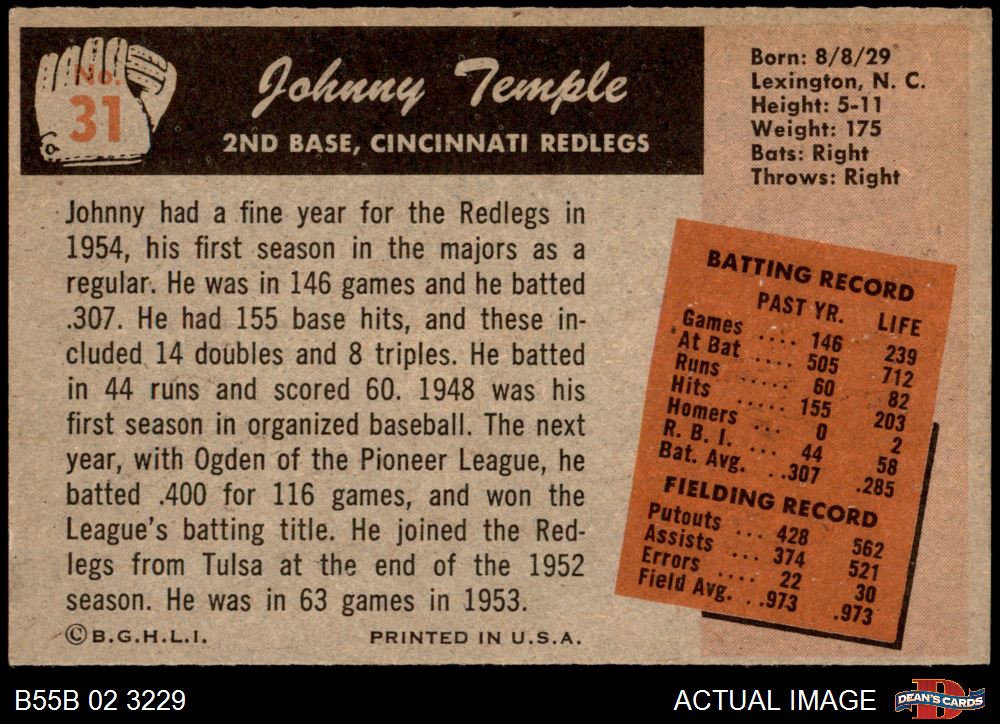 No.
31
Johnny Temple
2ND BASE, CINCINNATI REDLEGS
Born: 8/8/29
Lexington, N. C.
Height: 5-11
Weight: 175
Bats: Right
Throws: Right
Johnny had a fine year for the Redlegs in
1954, his first season in the majors as a
regular. He was in 146 games and he batted
.307. He had 155 base hits, and these in-
cluded 14 doubles and 8 triples. He batted
in 44 runs and scored 60. 1948 was his
first season in organized baseball. The next
year, with Ogden of the Pioneer League, he
batted .400 for 116 games, and won the
League's batting title. He joined the Red-
legs from Tulsa at the end of the 1952
season. He was in 63 games in 1953.
©B.G.H.L.I. PRINTED IN U.S.A.
BATTING RECORD
PAST YR. LIFE
Games .... 146 239
At Bat .... 505 712
Runs 60 82
Hits ..... 155 203
Homers ... 0 2
R. B. I. ... 44 58
Bat. Avg. ..307 .285
FIELDING RECORD
Putouts ... 428 562
Assists ... 374 521
Errors .... 22 30
Field Avg. ..973 .973
B55B 02 3229
ACTUAL IMAGE
D
DEAN'S CARDS